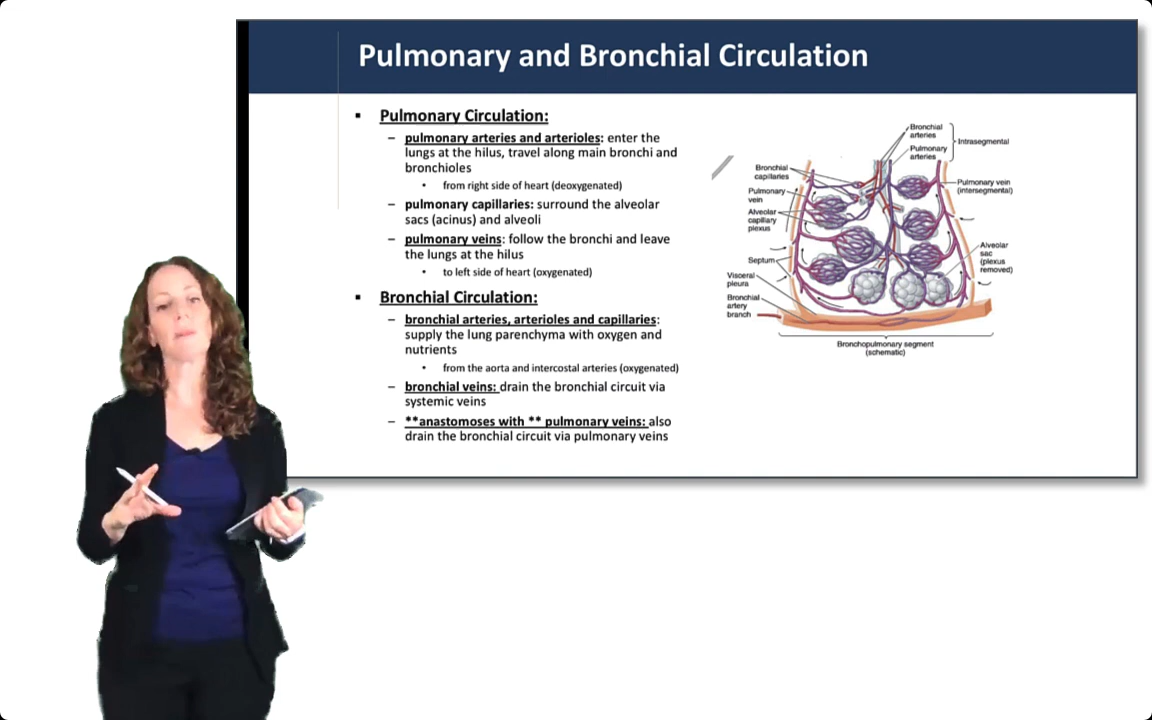 Pulmonary and Bronchial Circulation
▪ Pulmonary Circulation:
– pulmonary arteries and arterioles: enter the
lungs at the hilus, travel along main bronchi and
bronchioles
• from right side of heart (deoxygenated)
– pulmonary capillaries: surround the alveolar
sacs (acinus) and alveoli
– pulmonary veins: follow the bronchi and leave
the lungs at the hilus
• to left side of heart (oxygenated)
▪ Bronchial Circulation:
– bronchial arteries, arterioles and capillaries:
supply the lung parenchyma with oxygen and
nutrients
• from the aorta and intercostal arteries (oxygenated)
– bronchial veins: drain the bronchial circuit via
systemic veins
– **anastomoses with ** pulmonary veins: also
drain the bronchial circuit via pulmonary veins
Bronchial
arteries
Pulmonary
arteries
Intrasegmental
Bronchial
capillaries
Pulmonary
vein
Alveolar
capillary
plexus
Septum
Visceral
pleura
Bronchial
artery
branch
Pulmonary vein
(intersegmental)
Alveolar
sac
(plexus
removed)
Bronchopulmonary segment
(schematic)